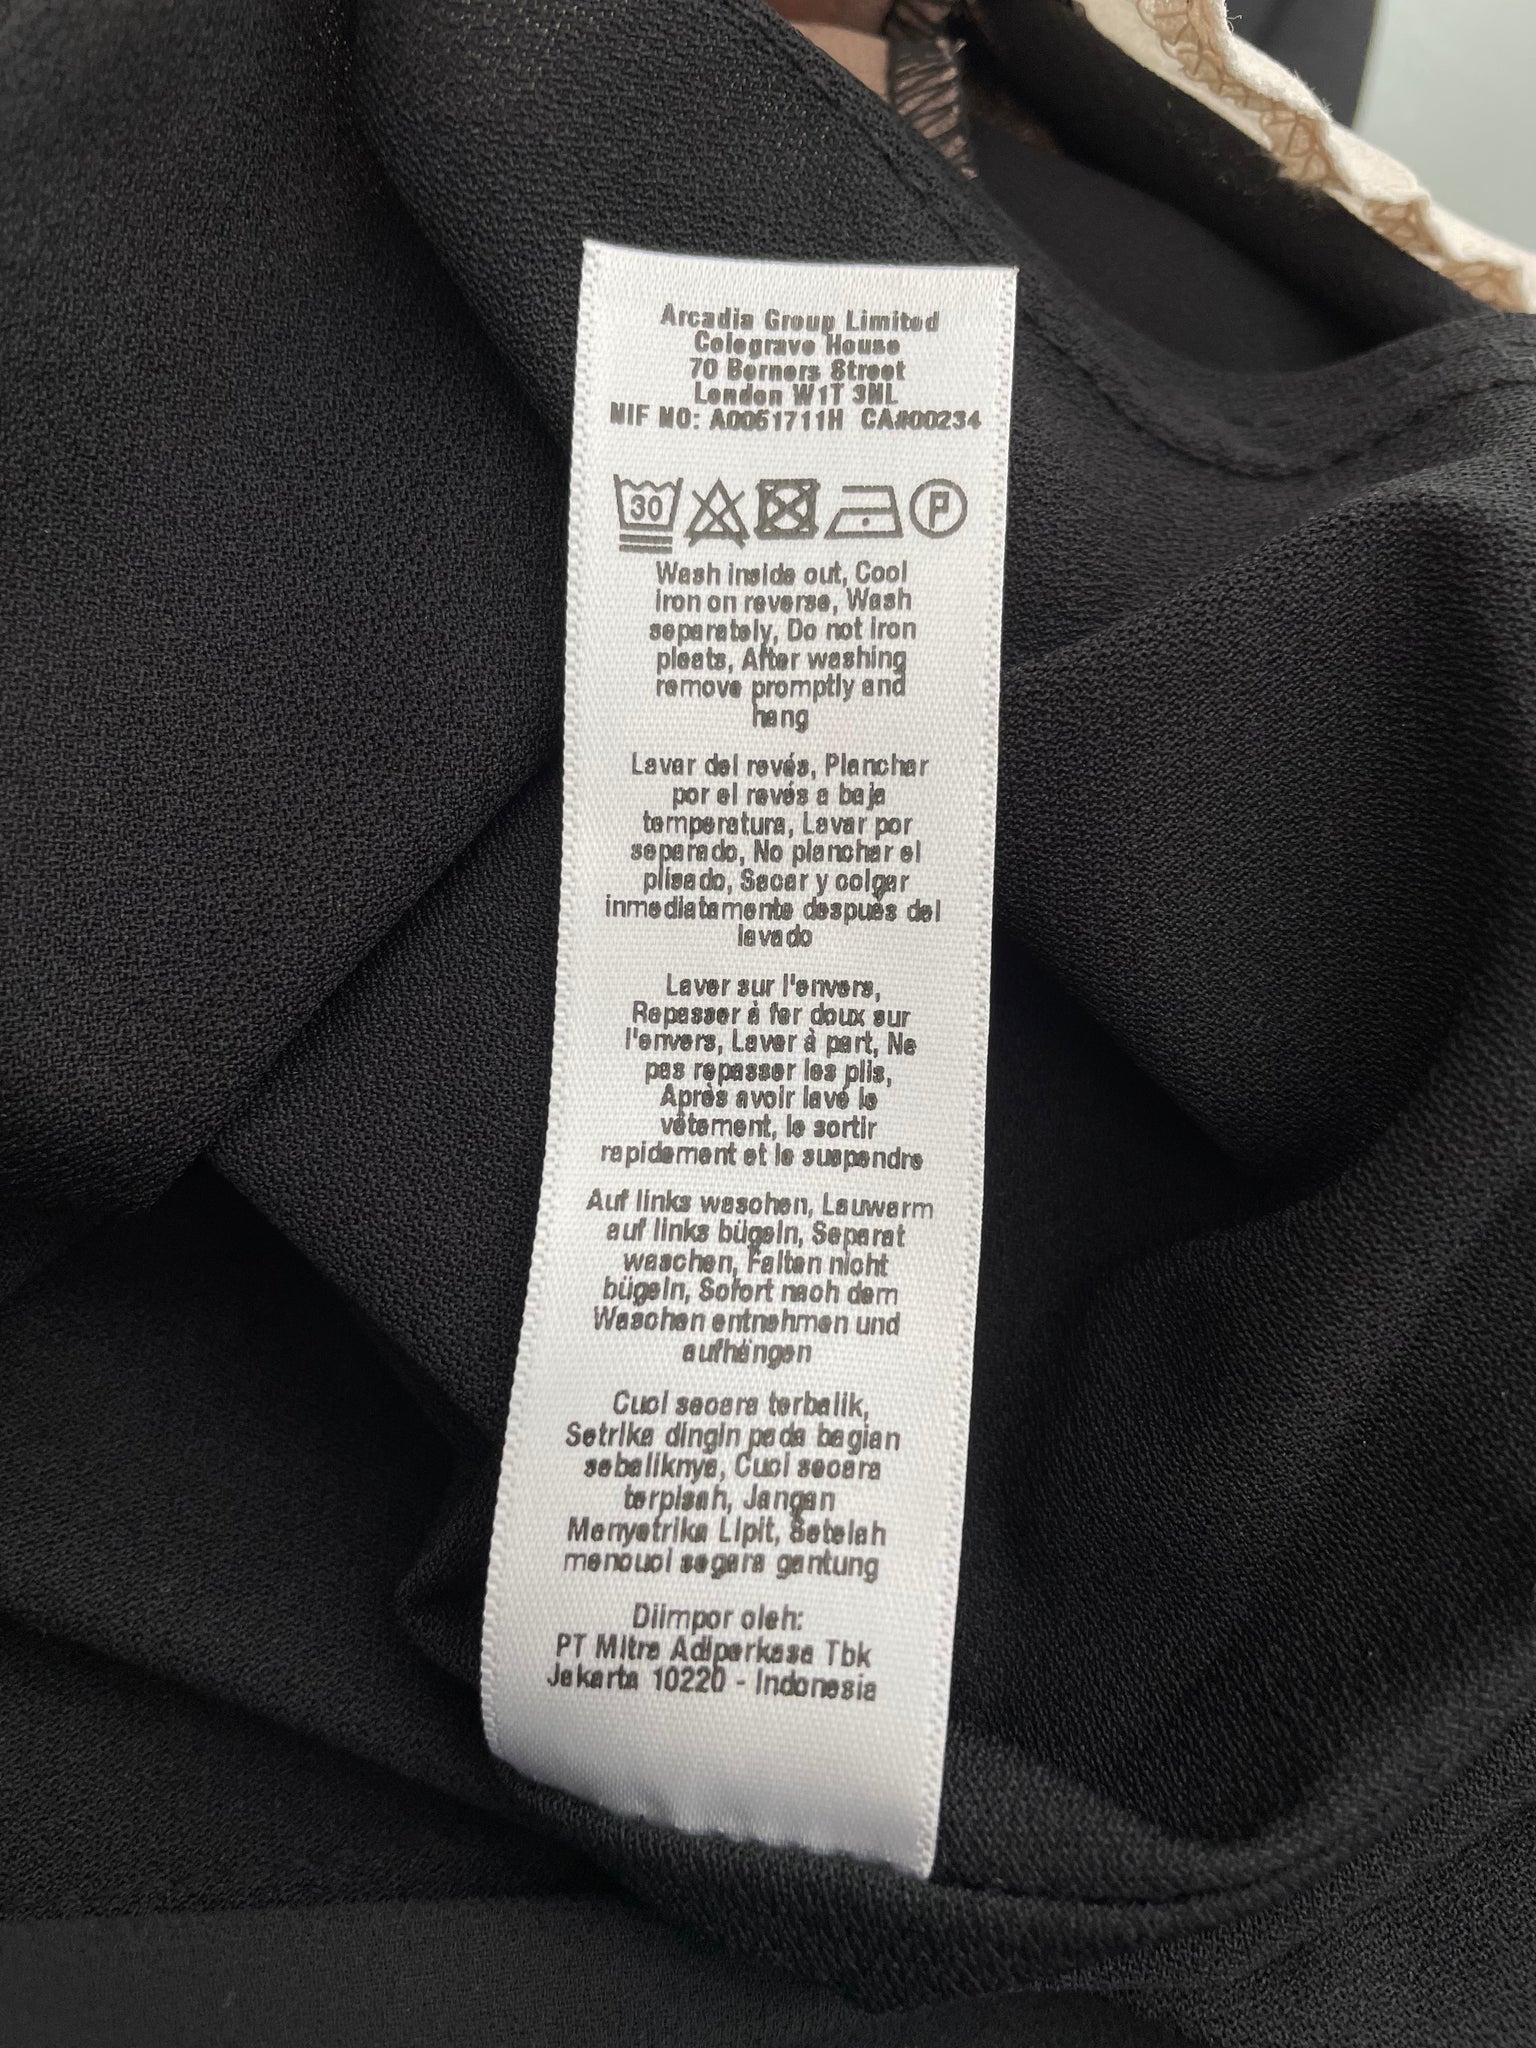 Arcadia Group Limited
Colegrave House
70 Berners Street
London W1T 3NL
NIF NO: A0061711H CA#00234
30
P
Wash inside out, Cool
iron on reverse, Wash
separately, Do not iron
pleats, After washing
remove promptly and
hang
Lavar del revés, Planchar
por el revés a baja
temperatura, Lavar por
separado, No planchar el
plisado, Sacar y colgar
inmediatamente después del
lavado
Laver sur l'envers,
Repasser à fer doux sur
l'envers, Laver à part, Ne
pas repasser les plis,
Après avoir lavé le
vêtement, le sortir
rapidement et le suspendre
Auf links waschen, Lauwarm
auf links bügeln, Separat
waschen, Falten nicht
bügeln, Sofort nach dem
Waschen entnehmen und
aufhängen
Cuci secara terbalik,
Setrika dingin pada bagian
sebaliknya, Cuci secara
terpisah, Jangan
Menyetrika Lipit, Setelah
mencuci segera gantung
Diimpor oleh:
PT Mitra Adiperkasa Tbk
Jakarta 10220 - Indonesia